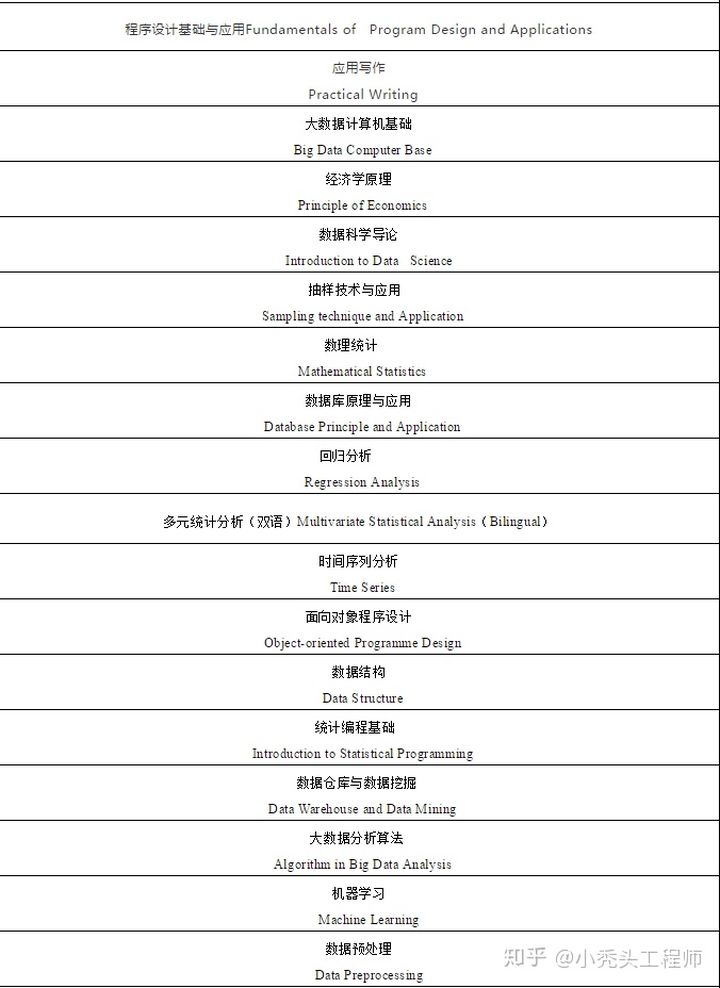 程序设计基础与应用Fundamentals of Program Design and Applications
应用写作
Practical Writing
大数据计算机基础
Big Data Computer Base
经济学原理
Principle of Economics
数据科学导论
Introduction to Data Science
抽样技术与应用
Sampling technique and Application
数理统计
Mathematical Statistics
数据库原理与应用
Database Principle and Application
回归分析
Regression Analysis
多元统计分析（双语）Multivariate Statistical Analysis（Bilingual）
时间序列分析
Time Series
面向对象程序设计
Object-oriented Programme Design
数据结构
Data Structure
统计编程基础
Introduction to Statistical Programming
数据仓库与数据挖掘
Data Warehouse and Data Mining
大数据分析算法
Algorithm in Big Data Analysis
机器学习
Machine Learning
数据预处理
Data Preprocessing
知乎 @小秃头工程师